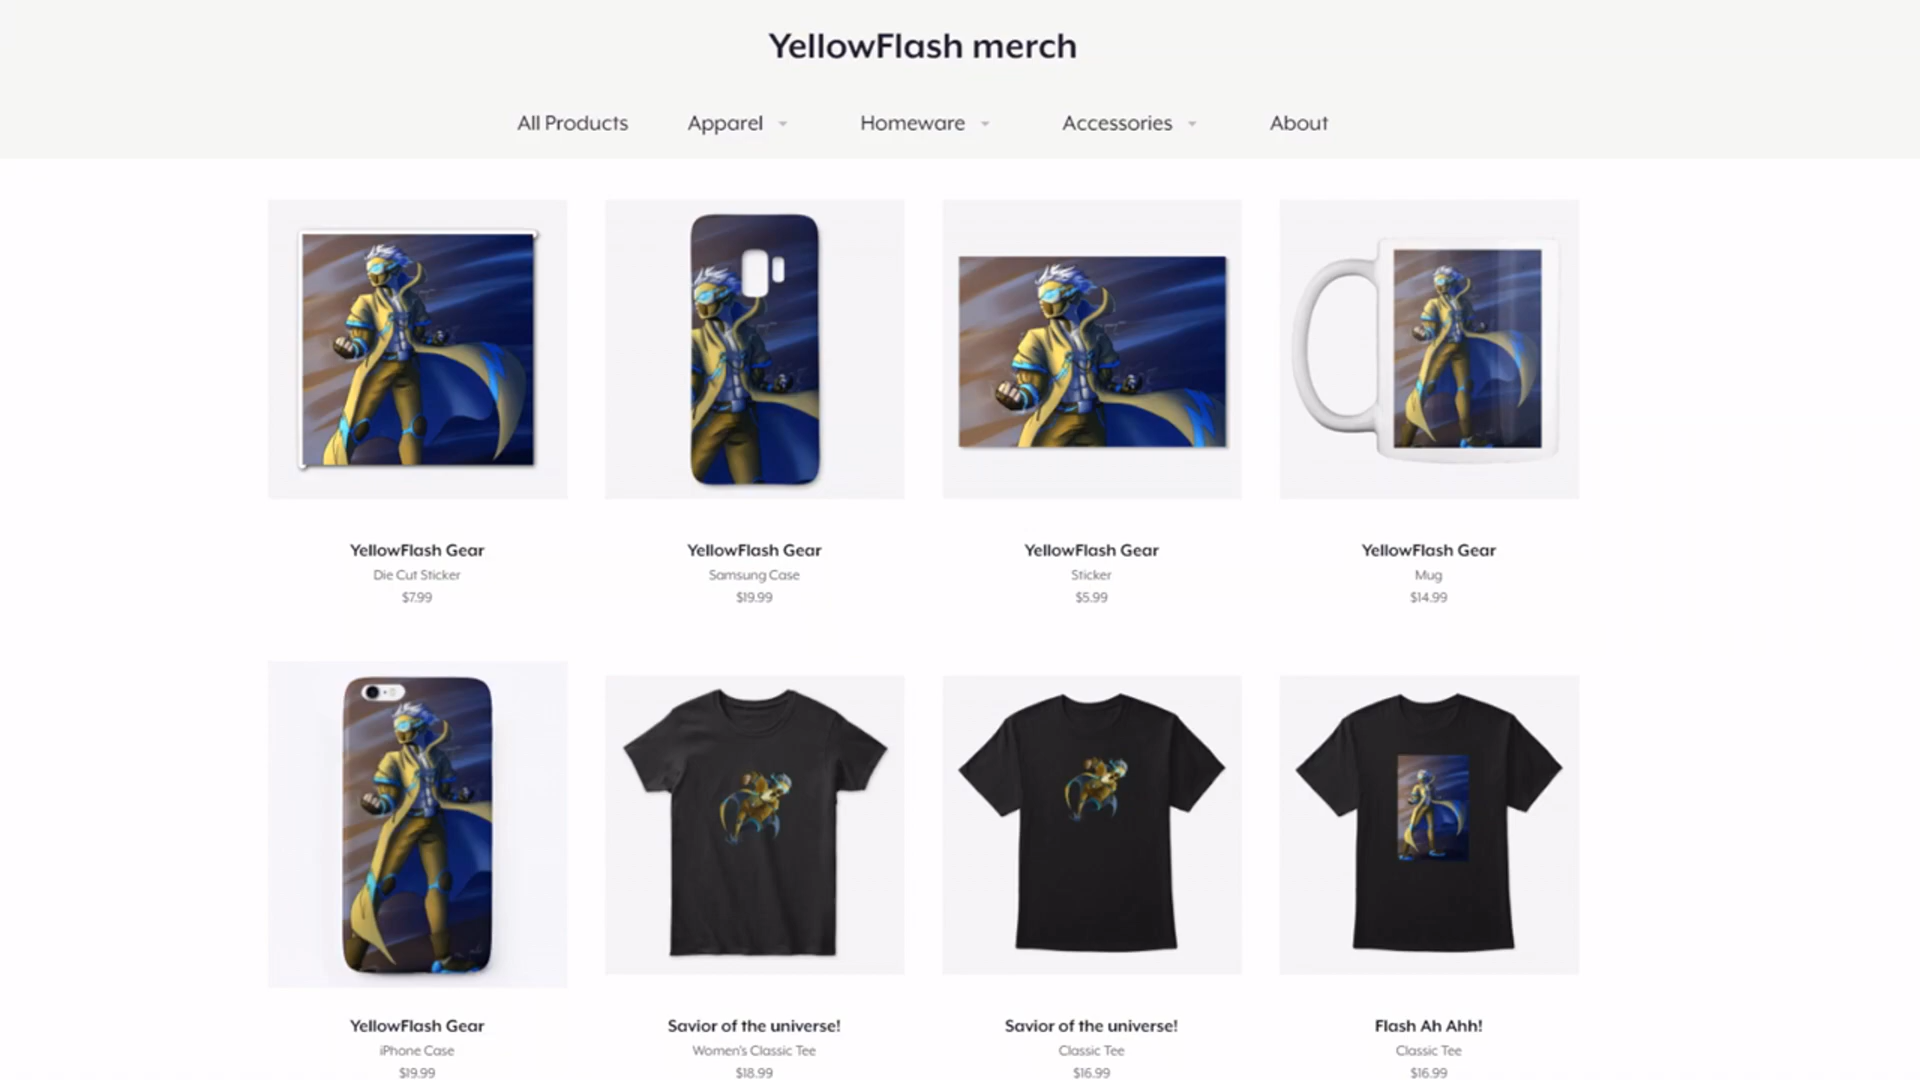 YellowFlash merch
All Products Apparel Homeware Accessories About
YellowFlash Gear
Die Cut Sticker
$7.99
YellowFlash Gear
Samsung Case
$19.99
YellowFlash Gear
Sticker
$5.99
YellowFlash Gear
Mug
$14.99
YellowFlash Gear
iPhone Case
$19.99
Savior of the universe!
Women's Classic Tee
$18.99
Savior of the universe!
Classic Tee
$16.99
Flash Ah Ahh!
Classic Tee
$16.99